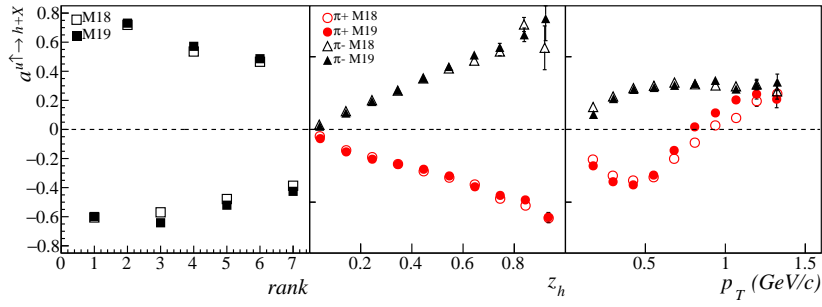 a^{u↑→ h+X}
0.8
0.6
0.4
0.2
0
−0.2
−0.4
−0.6
−0.8
M18
M19
0 1 2 3 4 5 6 7
rank
π+ M18
π+ M19
π- M18
π- M19
0.2 0.4 0.6 0.8
z_h
0.5 1 1.5
p_T (GeV/c)